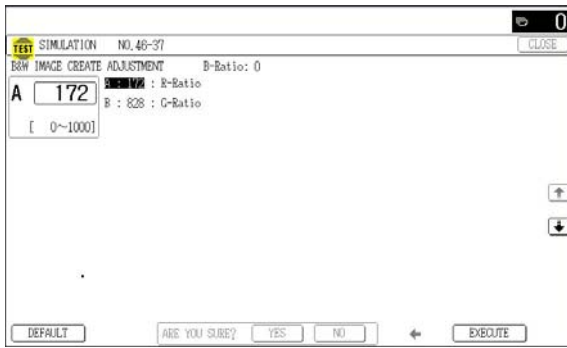 0
TEST SIMULATION NO.46-37 CLOSE
B&W IMAGE CREATE ADJUSTMENT B-Ratio: 0
A 172 A : 172 : R-Ratio
B : 828 : G-Ratio
[ 0~1000]
DEFAULT ARE YOU SURE? YES NO EXECUTE